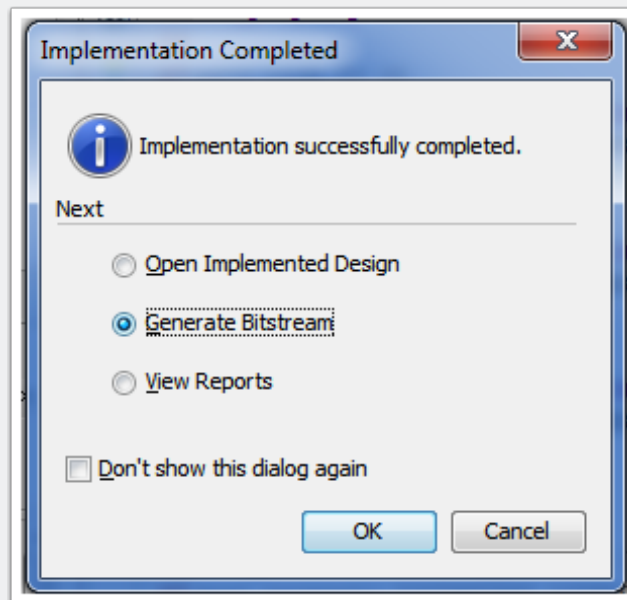 Implementation Completed
Implementation successfully completed.
Next
Open Implemented Design
Generate Bitstream
View Reports
Don't show this dialog again
OK
Cancel